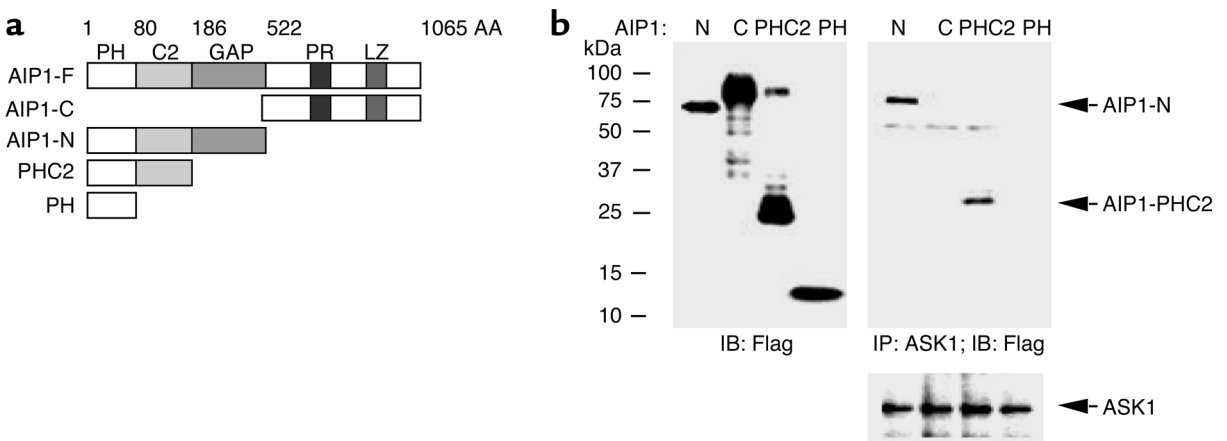 a
1 80 186 522 1065 AA
PH C2 GAP PR LZ
AIP1-F
AIP1-C
AIP1-N
PHC2
PH
b
AIP1: N C PHC2 PH N C PHC2 PH
kDa
100
75
50
37
25
15
10
AIP1-N
AIP1-PHC2
IB: Flag
IP: ASK1; IB: Flag
ASK1